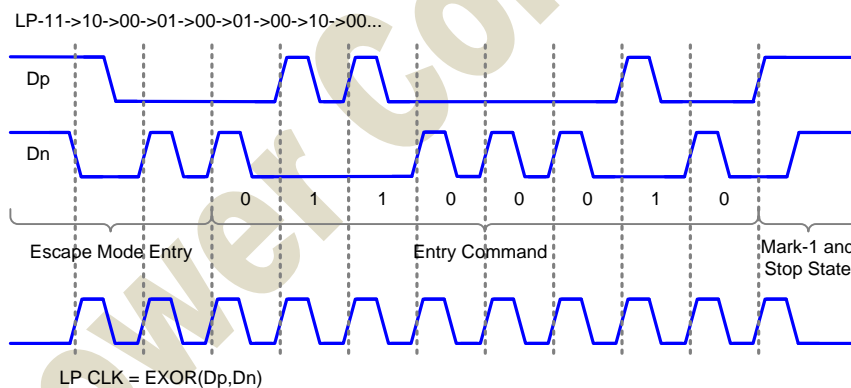 LP-11->10->00->01->00->01->00->10->00...
Dp
Dn
0 1 1 0 0 0 1 0
Escape Mode Entry
Entry Command
Mark-1 and
Stop State
LP CLK = EXOR(Dp,Dn)